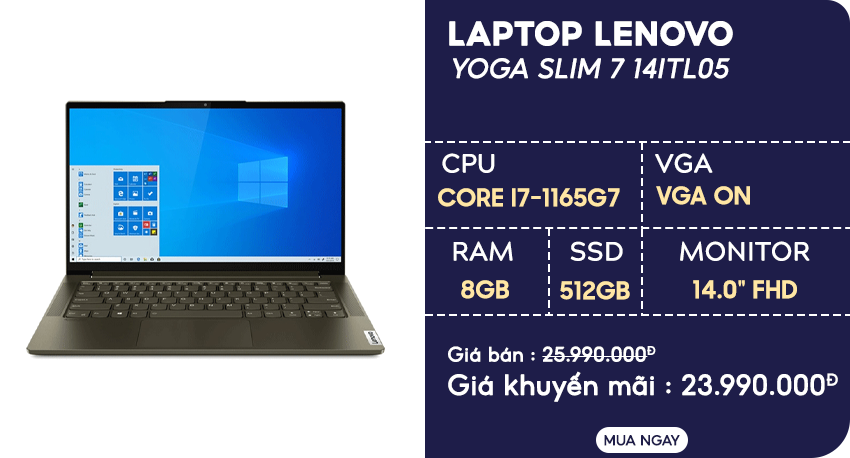 LAPTOP LENOVO
YOGA SLIM 7 14ITL05
CPU
CORE I7-1165G7
VGA
VGA ON
RAM
8GB
SSD
512GB
MONITOR
14.0" FHD
Giá bán : 25.990.000Đ
Giá khuyến mãi : 23.990.000Đ
MUA NGAY
Lenovo